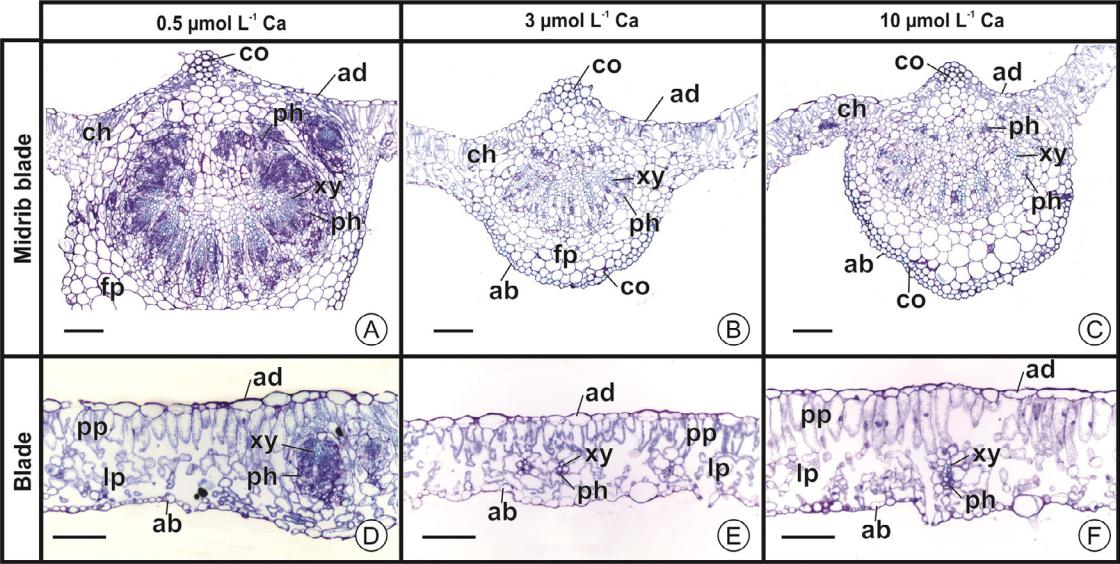 0.5 µmol L⁻¹ Ca
3 µmol L⁻¹ Ca
10 µmol L⁻¹ Ca
Midrib blade
co
ad
ph
ch
xy
ph
fp
A
co
ad
ch
xy
ph
fp
ab
co
B
co
ad
ch
ph
xy
ph
ab
co
C
Blade
ad
pp
xy
ph
lp
ab
D
ad
pp
xy
lp
ph
ab
E
ad
pp
xy
lp
ph
ab
F